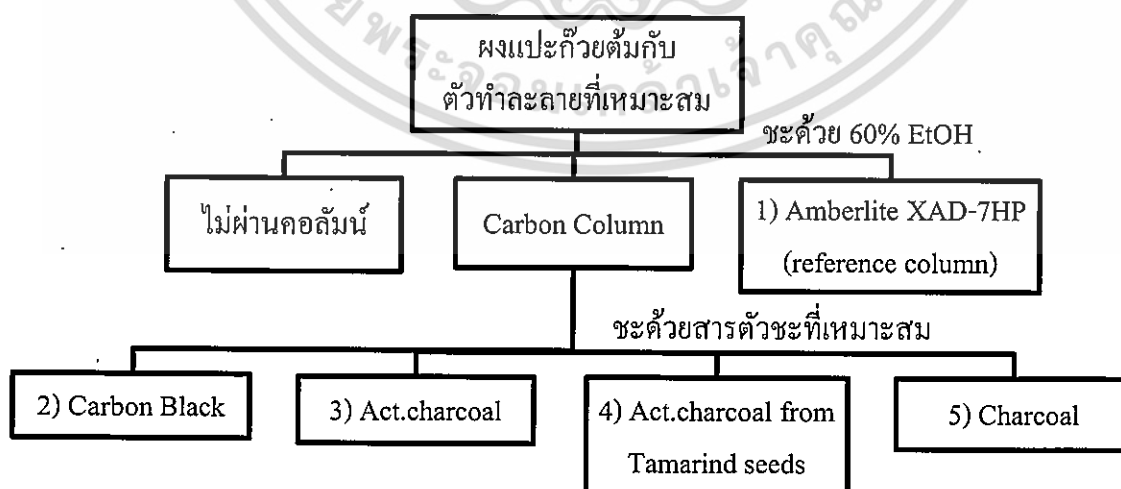 ผงแปะก๊วยต้มกับ
ตัวทำละลายที่เหมาะสม
ชะด้วย 60% EtOH
ไม่ผ่านคอลัมน์
Carbon Column
1) Amberlite XAD-7HP
(reference column)
ชะด้วยสารตัวชะที่เหมาะสม
2) Carbon Black
3) Act.charcoal
4) Act.charcoal from
Tamarind seeds
5) Charcoal